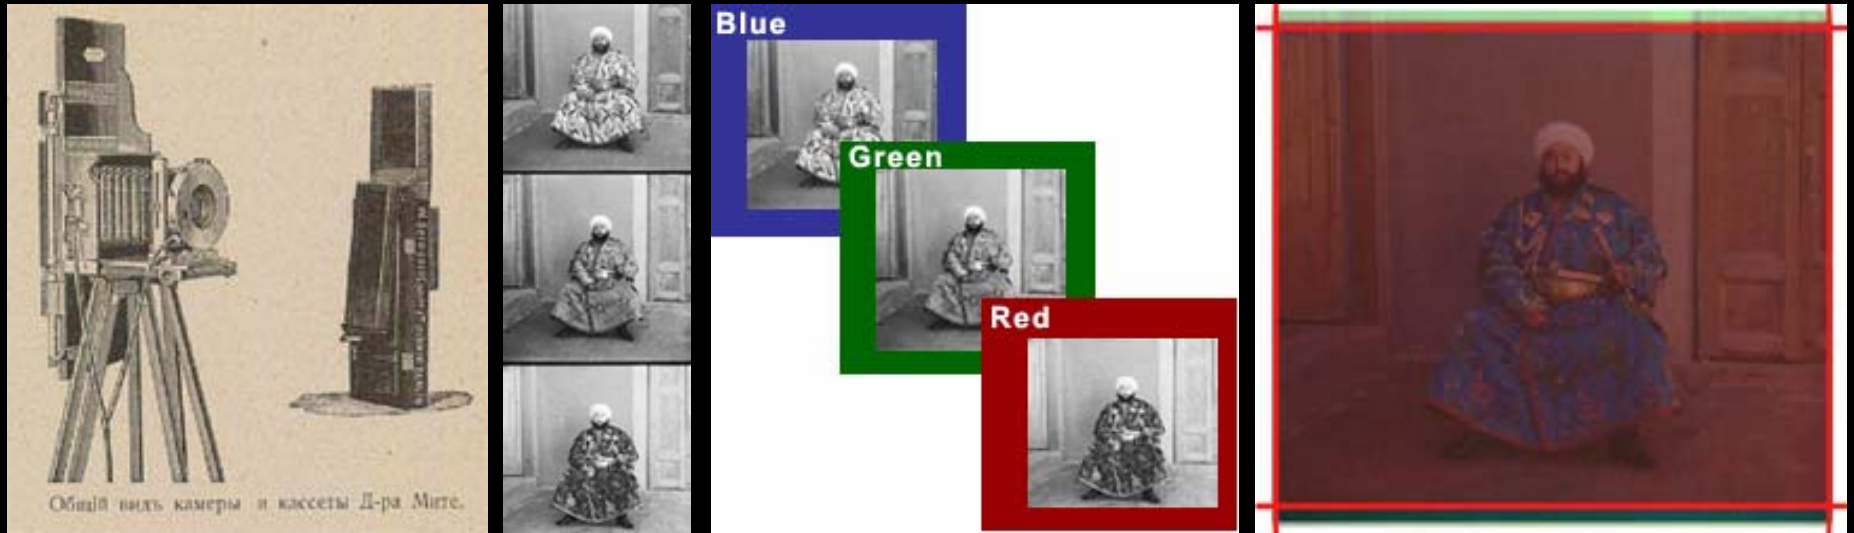 Общій видъ камеры и кассеты Д-ра Мите.
Blue
Green
Red